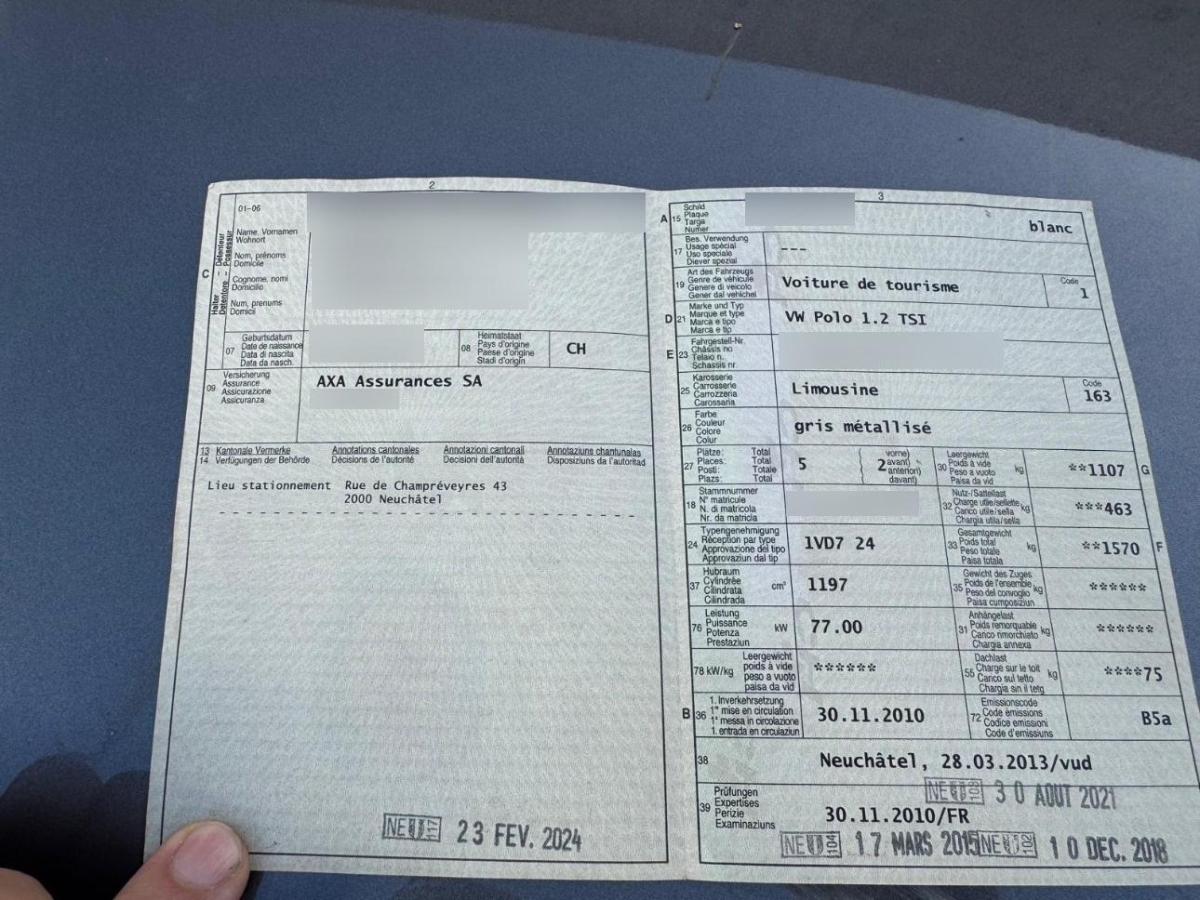 2
01-06
Halter - Détenteur
Detentore - Possessur
C
Name, Vornamen
Wohnort
Nom, prénoms
Domicile
Cognome, nomi
Domicilio
Num, prenums
Domicil
07
Geburtsdatum
Date de naissance
Data di nascita
Data da nasch.
08
Heimatstaat
Pays d'origine
Paese d'origine
Stadi d'origin
CH
09
Versicherung
Assurance
Assicurazione
Assicuranza
AXA Assurances SA
13 Kantonale Vermerke Annotations cantonales Annotazioni cantonali Annotaziuns chantunalas
14 Verfügungen der Behörde Décisions de l'autorité Decisioni dell'autorità Disposiziuns da l'autoritad
Lieu stationnement Rue de Champréveyres 43
2000 Neuchâtel
NE 117 23 FEV. 2024
3
A 15
Schild
Plaque
Targa
Numer
blanc
17
Bes. Verwendung
Usage spécial
Uso speciale
Diever spezial
---
19
Art des Fahrzeugs
Genre de véhicule
Genere di veicolo
Gener dal vehichel
Voiture de tourisme
Code
1
D 21
Marke und Typ
Marque et type
Marca e tipo
Marca e tip
VW Polo 1.2 TSI
E 23
Fahrgestell-Nr.
Châssis no
Telaio n.
Schassis nr.
25
Karosserie
Carrosserie
Carrozzeria
Carossaria
Limousine
Code
163
26
Farbe
Couleur
Colore
Colur
gris métallisé
27
Plätze: Total
Places: Total
Posti: Totale
Plazs: Total
5
2
vorne)
avant)
anteriori)
davant)
30
Leergewicht
Poids à vide
Peso a vuoto
Paisa da vid
kg
**1107
G
18
Stammnummer
N° matricule
N. di matricola
Nr. da matricla
32
Nutz-/Sattellast
Charge utile/sellette
Carico utile/sella
Chargia utila/sella
kg
***463
24
Typengenehmigung
Réception par type
Approvazione del tipo
Approvaziun dal tip
1VD7 24
33
Gesamtgewicht
Poids total
Peso totale
Paisa totala
kg
**1570
F
37
Hubraum
Cylindrée
Cilindrata
Cilindrada
cm³
1197
35
Gewicht des Zuges
Poids de l'ensemble
Peso del convoglio
Paisa cumposiziun
kg
******
76
Leistung
Puissance
Potenza
Prestaziun
kW
77.00
31
Anhängelast
Poids remorquable
Carico rimorchiato
Chargia annexa
kg
******
78 kW/kg
Leergewicht
poids à vide
peso a vuoto
paisa da vid
******
55
Dachlast
Charge sur le toit
Carico sul tetto
Chargia sin il tetg
kg
****75
B 36
1. Inverkehrsetzung
1re mise en circulation
1a messa in circolazione
1. entrada en circulaziun
30.11.2010
72
Emissionscode
Code émissions
Codice emissioni
Code d'emissiuns
B5a
38
Neuchâtel, 28.03.2013/vud
39
Prüfungen
Expertises
Perizie
Examinaziuns
NE 103 30 AOUT 2021
30.11.2010/FR
NE 104 17 MARS 2015 NE 102 10 DEC. 2018